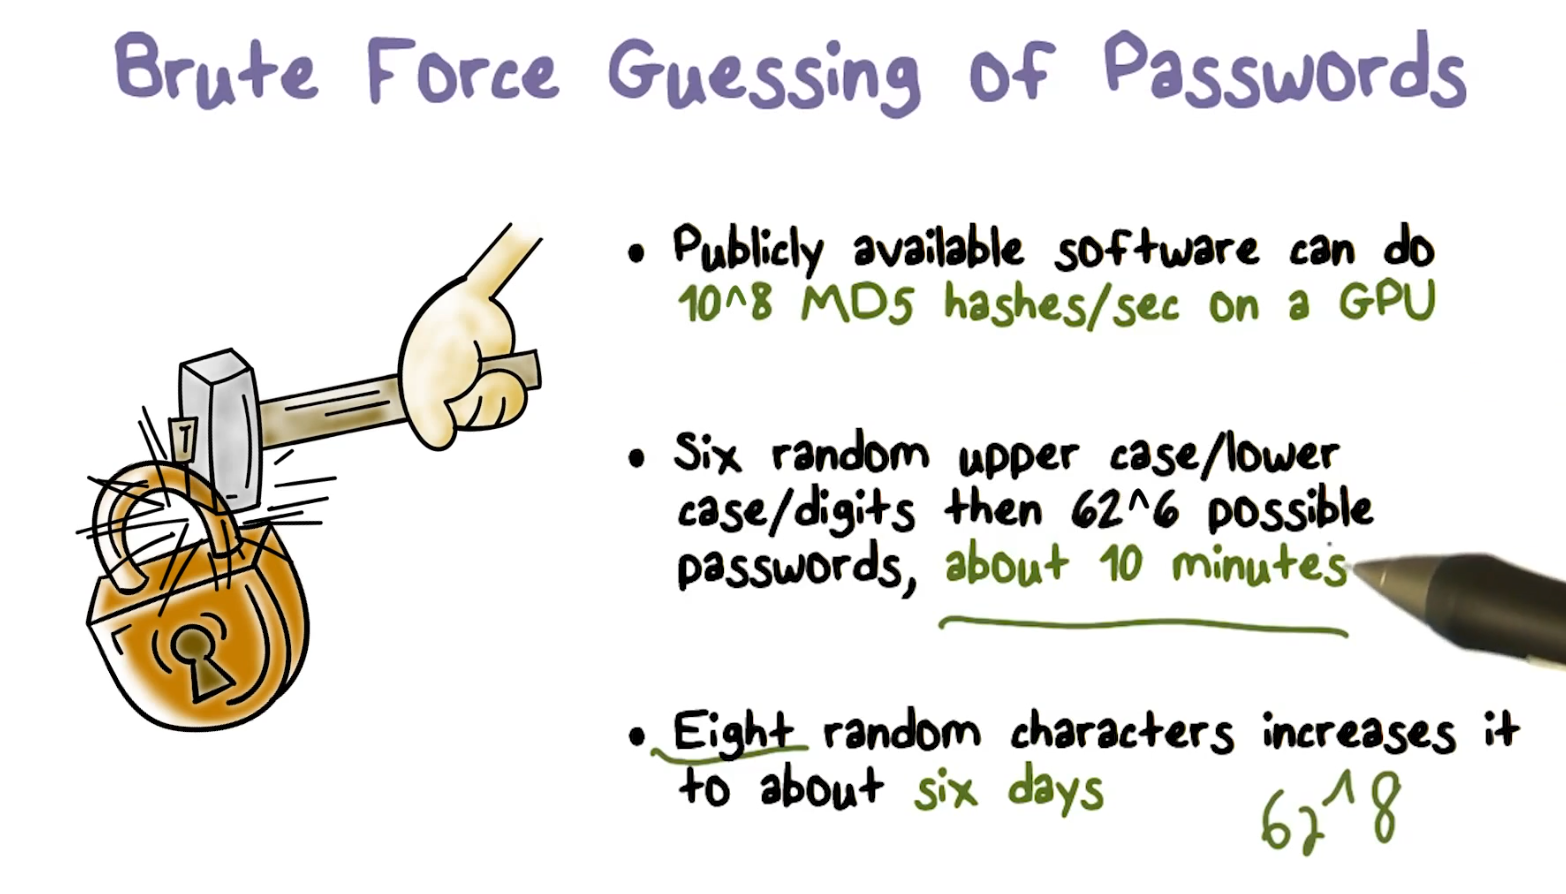 Brute Force Guessing of Passwords
• Publicly available software can do
10^8 MD5 hashes/sec on a GPU
• Six random upper case/lower
case/digits then 62^6 possible
passwords, about 10 minutes
• Eight random characters increases it
to about six days
62^8